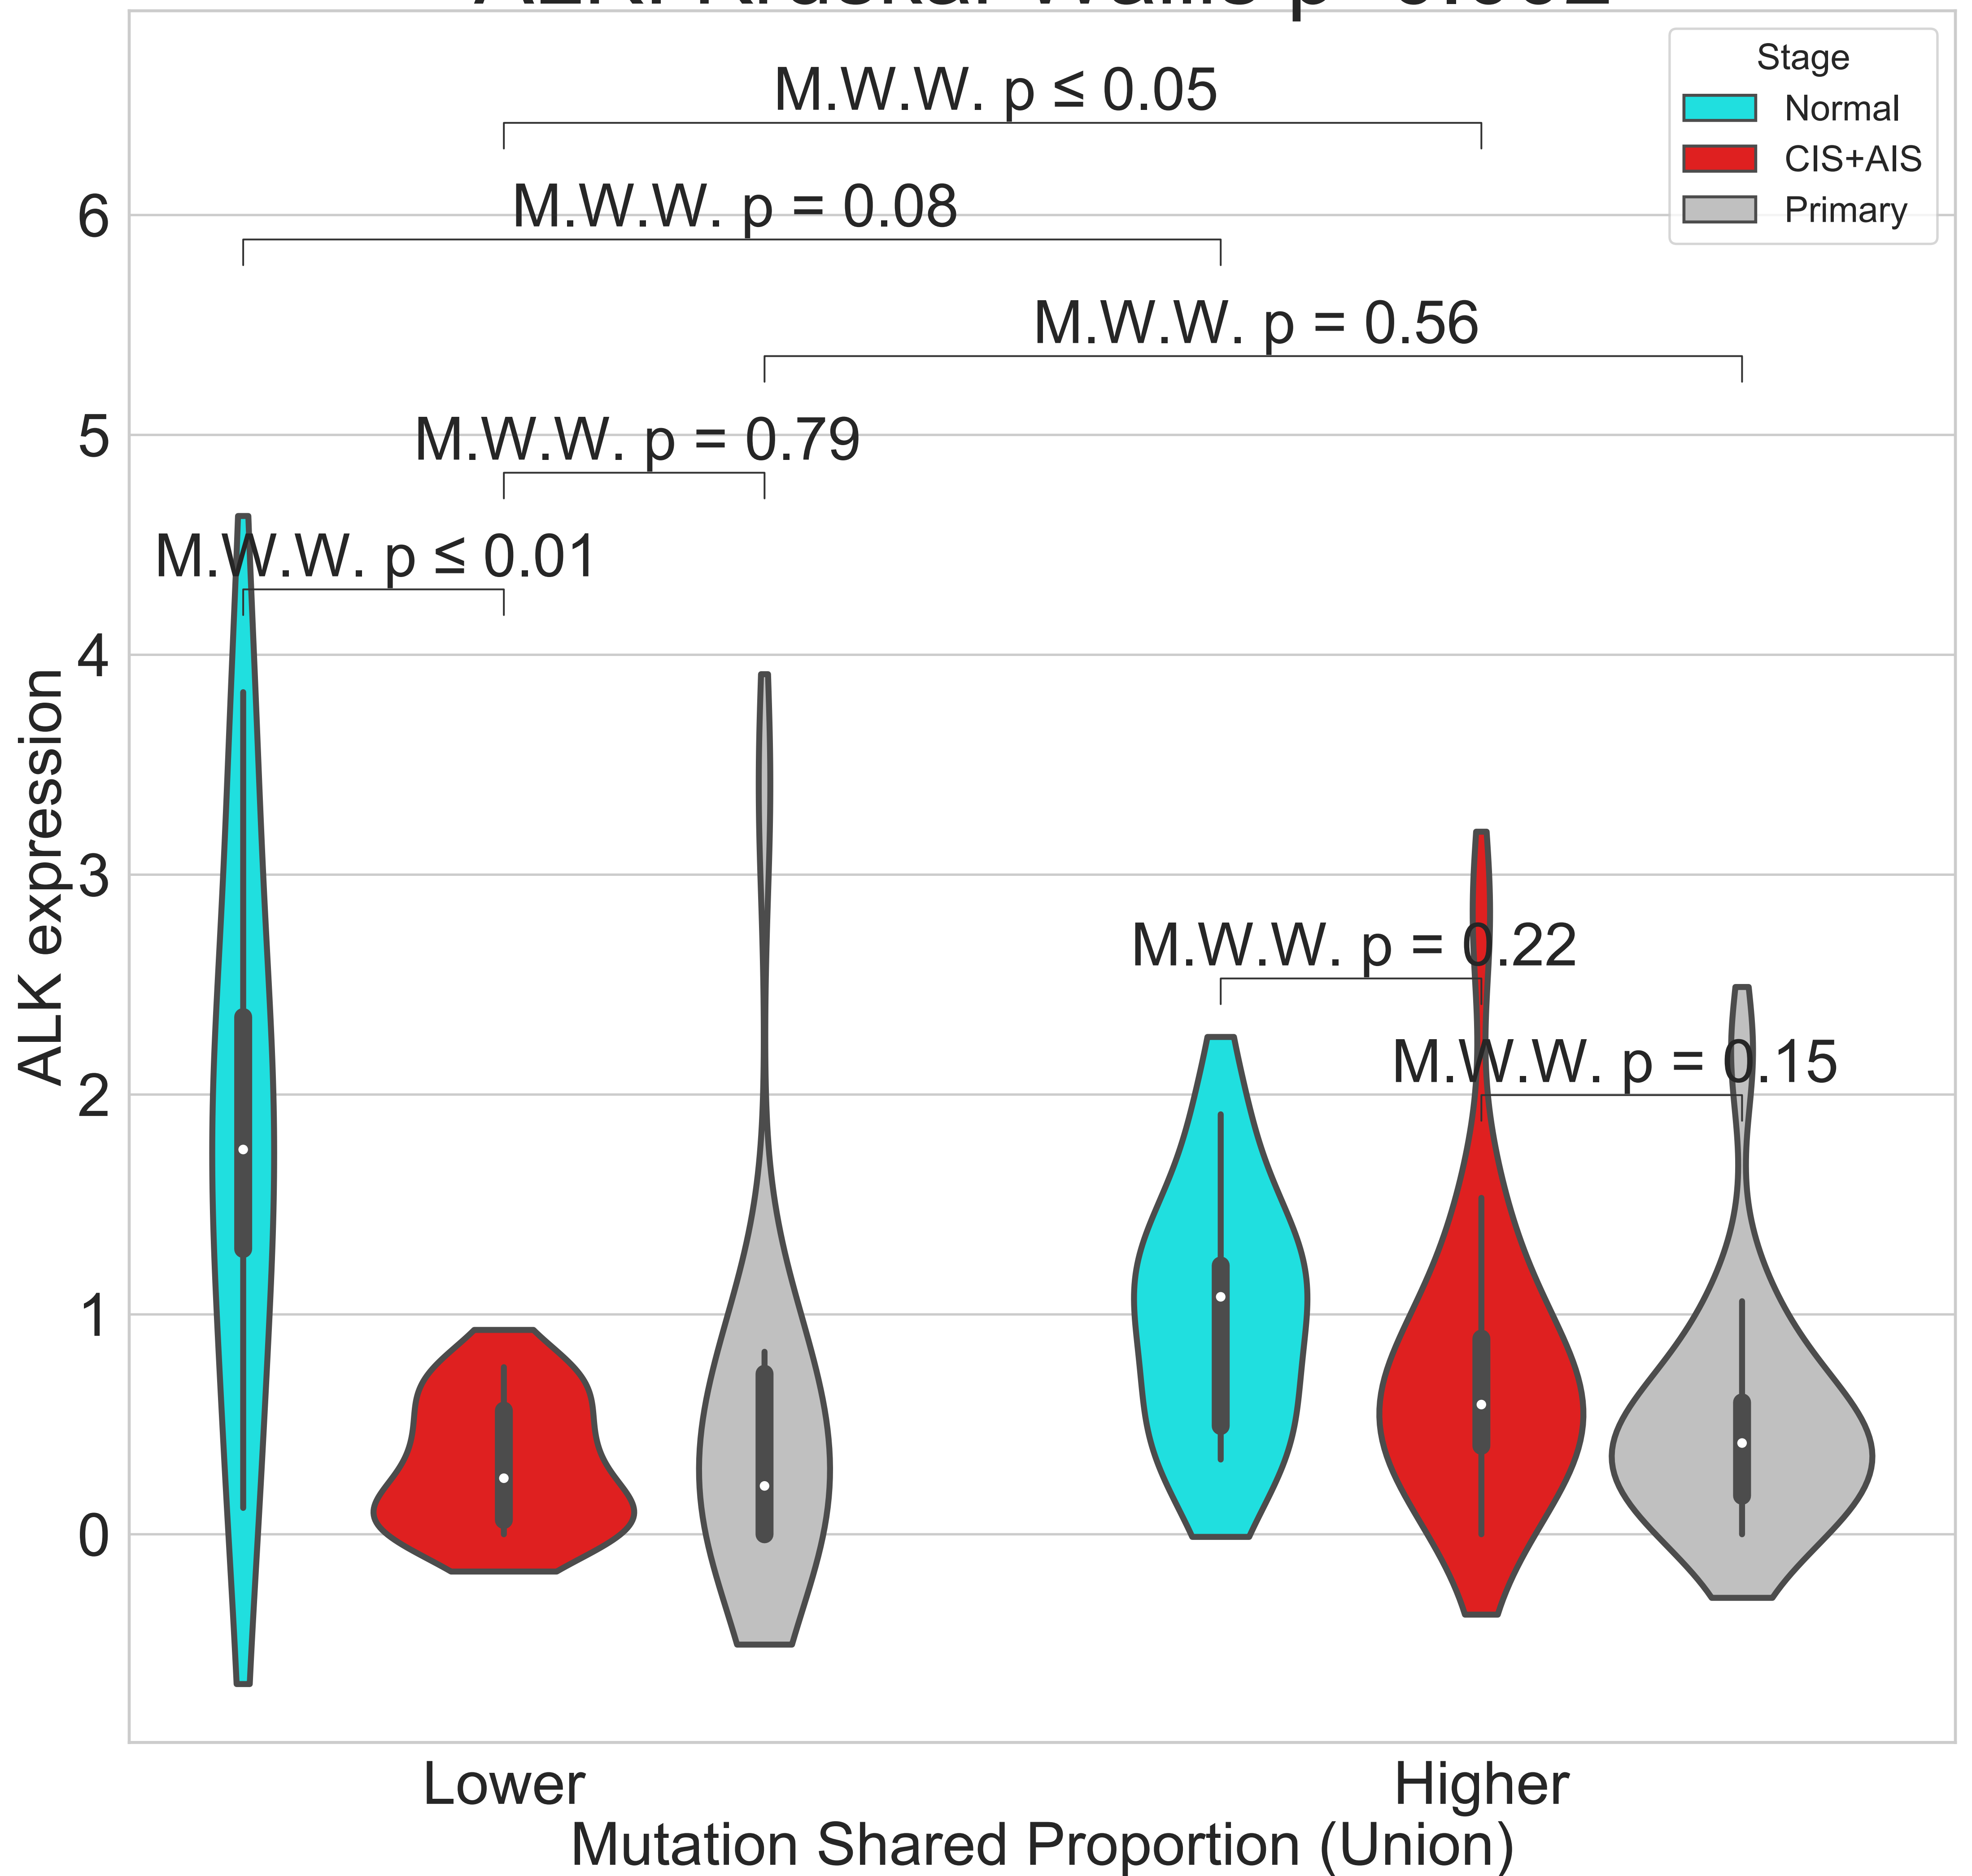 Stage
Normal
CIS+AIS
Primary
M.W.W. p ≤ 0.05
M.W.W. p = 0.08
M.W.W. p = 0.56
M.W.W. p = 0.79
M.W.W. p ≤ 0.01
M.W.W. p = 0.22
M.W.W. p = 0.15
6
5
4
3
2
1
0
ALK expression
Lower
Higher
Mutation Shared Proportion (Union)